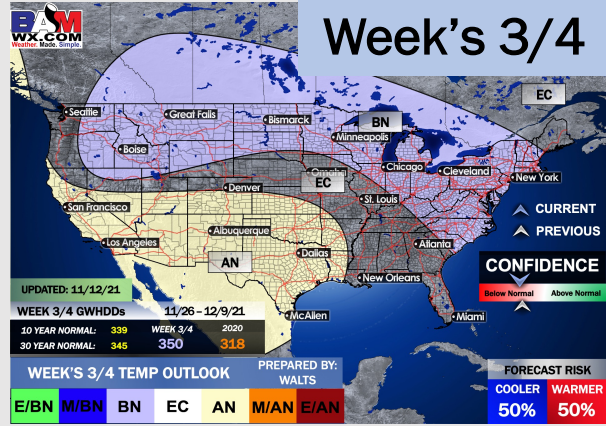 BAM
WX.COM
Weather. Made. Simple.
Week's 3/4
EC
Seattle
Great Falls
Bismarck
BN
Minneapolis
Boise
Chicago
Cleveland
Omaha
New York
EC
Denver
St. Louis
San Francisco
CURRENT
Albuquerque
PREVIOUS
Los Angeles
Atlanta
Dallas
AN
CONFIDENCE
New Orleans
Below Normal
Above Normal
UPDATED: 11/12/21
WEEK 3/4 GWHDDs
11/26 – 12/9/21
McAllen
Miami
10 YEAR NORMAL: 339
WEEK 3/4
2020
30 YEAR NORMAL: 345
350
318
WEEK'S 3/4 TEMP OUTLOOK
PREPARED BY:
WALTS
FORECAST RISK
COOLER
WARMER
50%
50%
E/BN
M/BN
BN
EC
AN
M/AN
E/AN